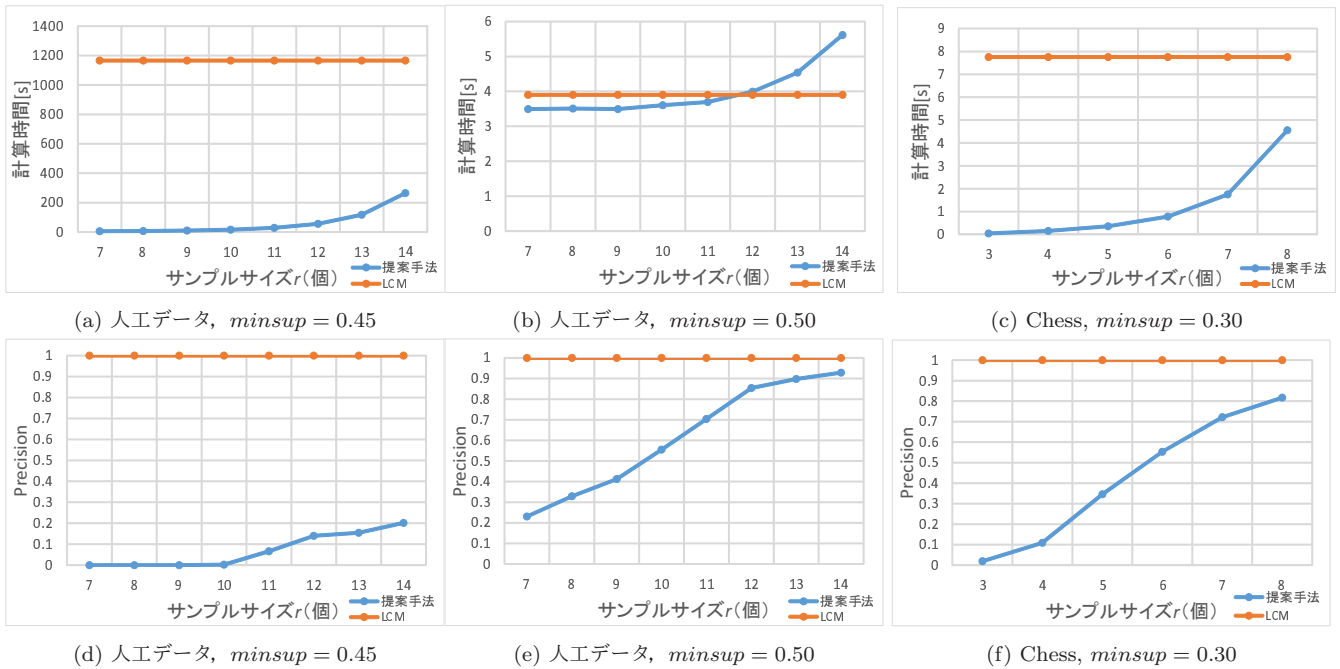 1400
1200
1000
800
600
400
200
0
計算時間[s]
7 8 9 10 11 12 13 14
サンプルサイズr(個)
提案手法
LCM
(a) 人工データ, minsup = 0.45
6
5
4
3
2
1
0
計算時間[s]
7 8 9 10 11 12 13 14
サンプルサイズr(個)
提案手法
LCM
(b) 人工データ, minsup = 0.50
9
8
7
6
5
4
3
2
1
0
計算時間[s]
3 4 5 6 7 8
サンプルサイズr(個)
提案手法
LCM
(c) Chess, minsup = 0.30
1
0.9
0.8
0.7
0.6
0.5
0.4
0.3
0.2
0.1
0
Precision
7 8 9 10 11 12 13 14
サンプルサイズr(個)
提案手法
LCM
(d) 人工データ, minsup = 0.45
1
0.9
0.8
0.7
0.6
0.5
0.4
0.3
0.2
0.1
0
Precision
7 8 9 10 11 12 13 14
サンプルサイズr(個)
提案手法
LCM
(e) 人工データ, minsup = 0.50
1
0.9
0.8
0.7
0.6
0.5
0.4
0.3
0.2
0.1
0
Precision
3 4 5 6 7 8
サンプルサイズr(個)
提案手法
LCM
(f) Chess, minsup = 0.30